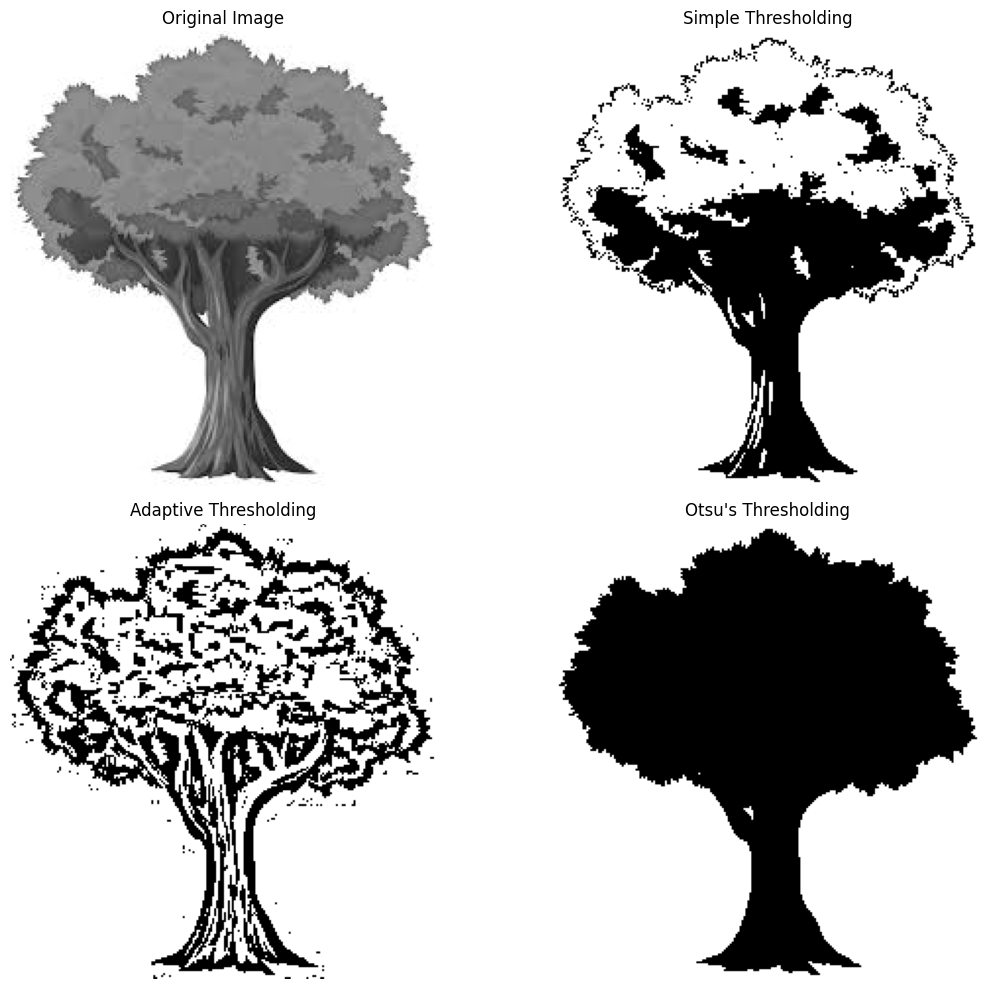 Original Image
Simple Thresholding
Adaptive Thresholding
Otsu's Thresholding